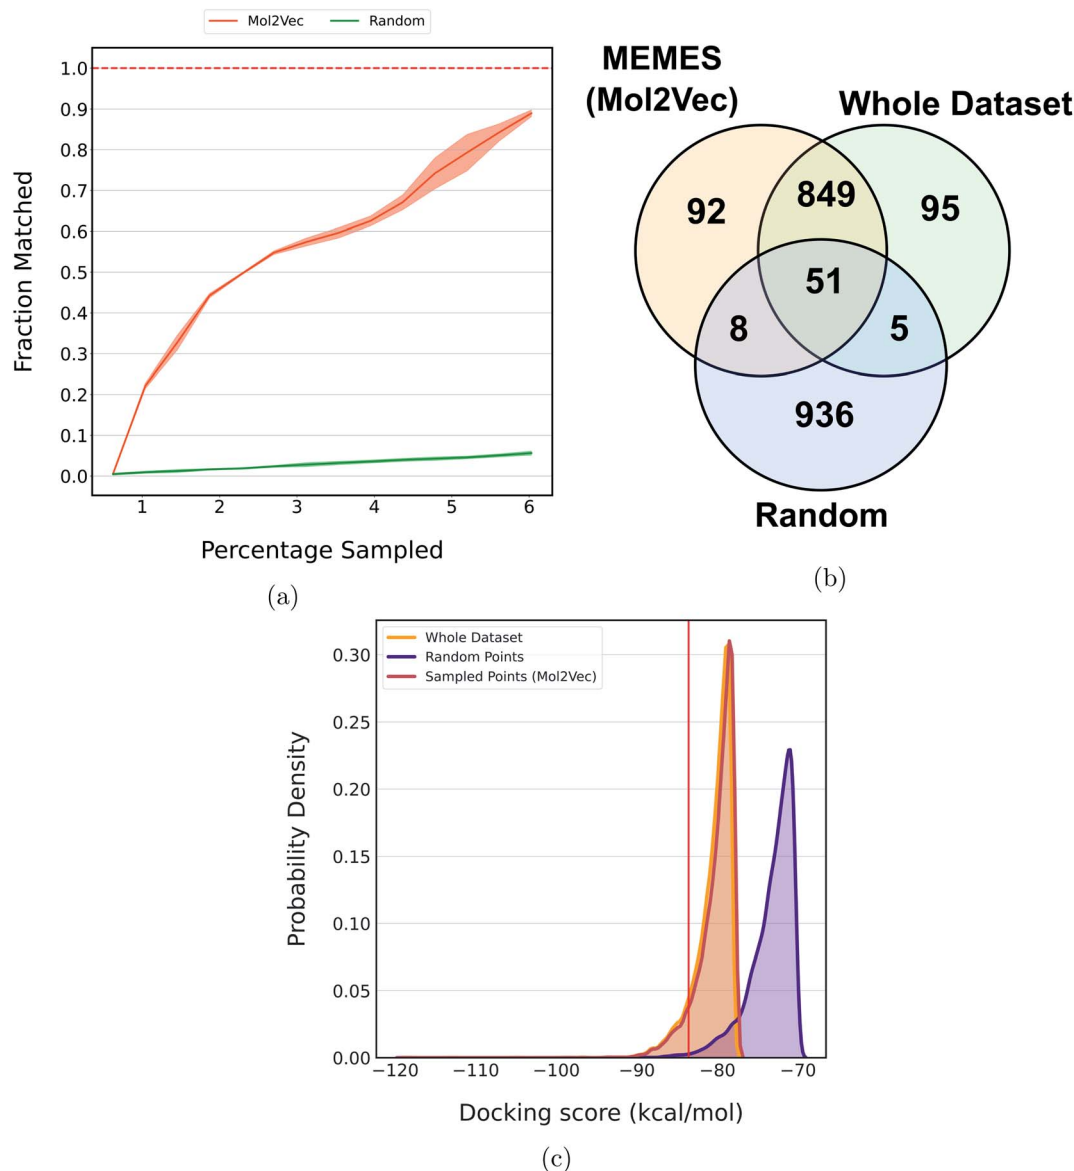 Mol2Vec Random
1.0
0.9
0.8
0.7
0.6
0.5
0.4
0.3
0.2
0.1
0.0
Fraction Matched
1 2 3 4 5 6
Percentage Sampled
(a)
MEMES
(Mol2Vec)
Whole Dataset
92 849 95
51
8 5
936
Random
(b)
Whole Dataset
Random Points
Sampled Points (Mol2Vec)
0.30
0.25
0.20
0.15
0.10
0.05
0.00
Probability Density
−120 −110 −100 −90 −80 −70
Docking score (kcal/mol)
(c)